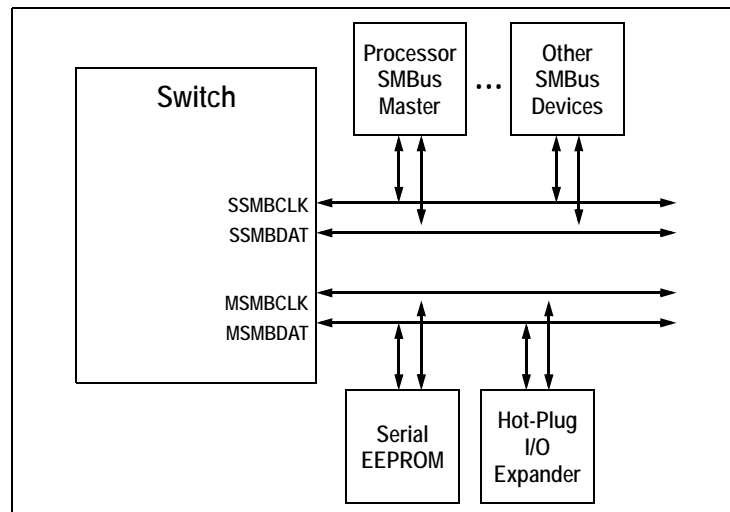 Switch
Processor
SMBus
Master
...
Other
SMBus
Devices
SSMBCLK
SSMBDAT
MSMBCLK
MSMBDAT
Serial
EEPROM
Hot-Plug
I/O
Expander